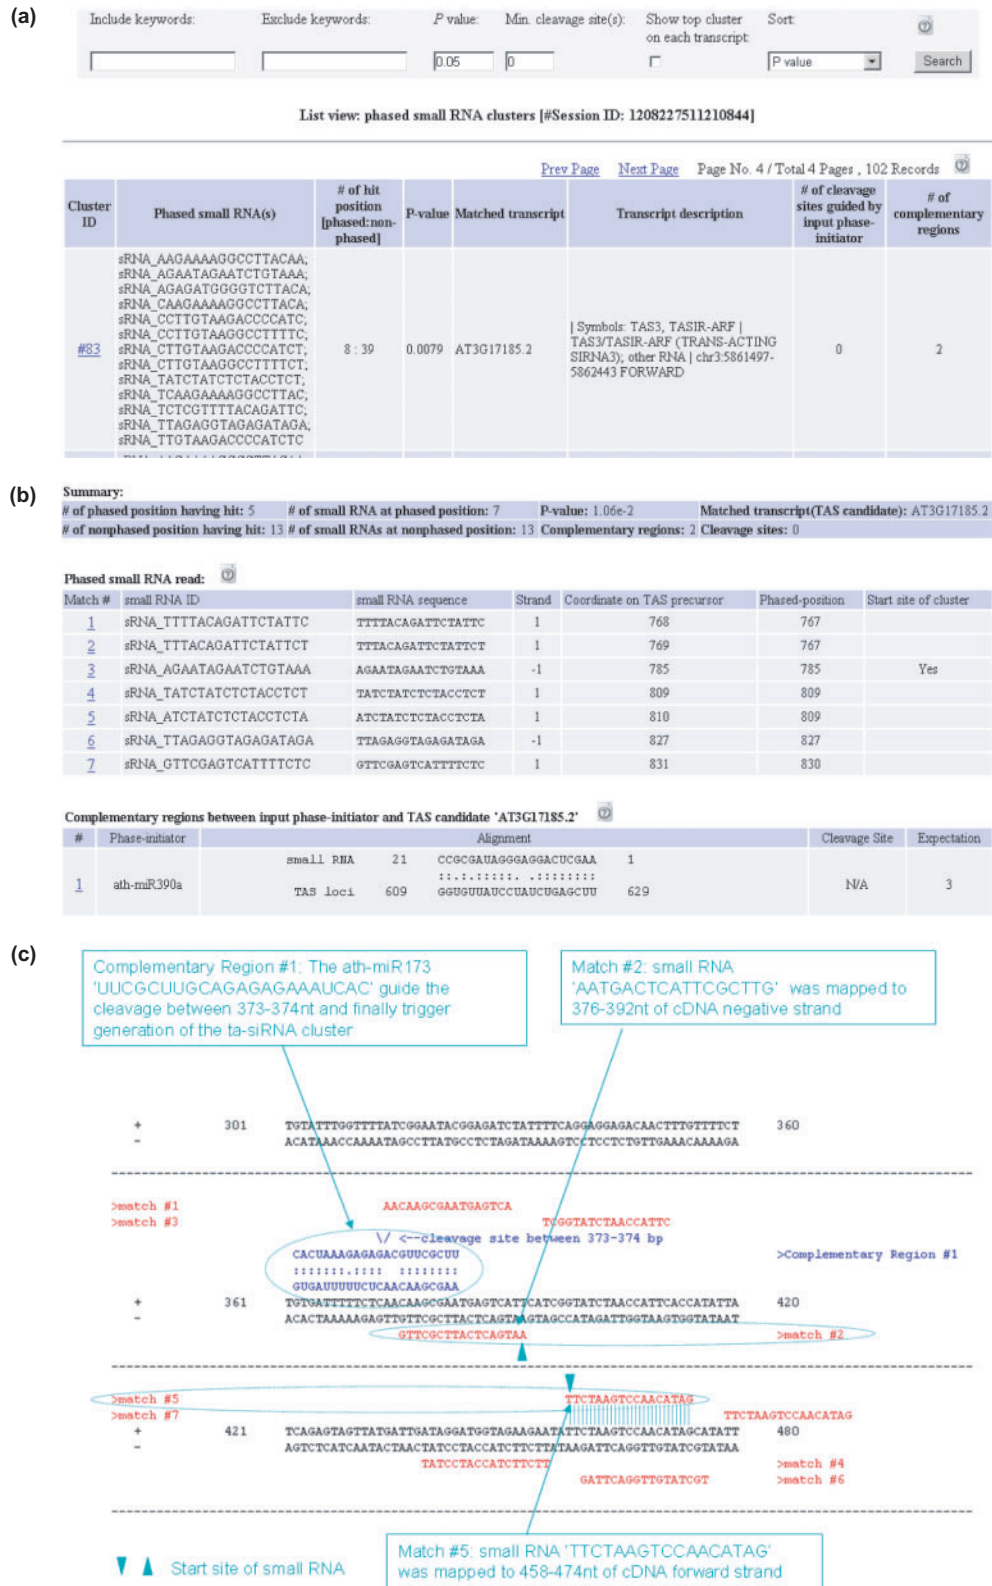 (a)
Include keywords: Exclude keywords: P value: Min. cleavage site(s): Show top cluster on each transcript: Sort:
0.05 0 P value Search
List view: phased small RNA clusters [#Session ID: 1208227511210844]
Prev Page Next Page Page No. 4 / Total 4 Pages , 102 Records
Cluster ID Phased small RNA(s) # of hit position [phased:non-phased] P-value Matched transcript Transcript description # of cleavage sites guided by input phase-initiator # of complementary regions
sRNA_AAGAAAAGGCCTTACAA;
sRNA_AGAATAGAATCTGTAAA;
sRNA_AGAGATGGGGTCTTACA;
sRNA_CAAGAAAAGGCCTTACA;
sRNA_CCTTGTAAGACCCCATC;
sRNA_CCTTGTAAGGCCTTTTC;
#83 sRNA_CTTGTAAGACCCCATCT; 8 : 39 0.0079 AT3G17185.2 | Symbols: TAS3, TASIR-ARF | TAS3/TASIR-ARF (TRANS-ACTING SIRNA3); other RNA | chr3:5861497-5862443 FORWARD 0 2
sRNA_CTTGTAAGGCCTTTTCT;
sRNA_TATCTATCTCTACCTCT;
sRNA_TCAAGAAAAGGCCTTAC;
sRNA_TCTCGTTTTACAGATTC;
sRNA_TTAGAGGTAGAGATAGA;
sRNA_TTGTAAGACCCCATCTC
(b)
Summary:
# of phased position having hit: 5 # of small RNA at phased position: 7 P-value: 1.06e-2 Matched transcript(TAS candidate): AT3G17185.2
# of nonphased position having hit: 13 # of small RNAs at nonphased position: 13 Complementary regions: 2 Cleavage sites: 0
Phased small RNA read:
Match # small RNA ID small RNA sequence Strand Coordinate on TAS precursor Phased-position Start site of cluster
1 sRNA_TTTTACAGATTCTATTC TTTTACAGATTCTATTC 1 768 767
2 sRNA_TTTACAGATTCTATTCT TTTACAGATTCTATTCT 1 769 767
3 sRNA_AGAATAGAATCTGTAAA AGAATAGAATCTGTAAA -1 785 785 Yes
4 sRNA_TATCTATCTCTACCTCT TATCTATCTCTACCTCT 1 809 809
5 sRNA_ATCTATCTCTACCTCTA ATCTATCTCTACCTCTA 1 810 809
6 sRNA_TTAGAGGTAGAGATAGA TTAGAGGTAGAGATAGA -1 827 827
7 sRNA_GTTCGAGTCATTTTCTC GTTCGAGTCATTTTCTC 1 831 830
Complementary regions between input phase-initiator and TAS candidate 'AT3G17185.2'
# Phase-initiator Alignment Cleavage Site Expectation
small RNA 21 CCGCGAUAGGGAGGACUCGAA 1
1 ath-miR390a ::.:.:::::. .:::::::: N/A 3
TAS loci 609 GGUGUUAUCCUAUCUGAGCUU 629
(c)
Complementary Region #1: The ath-miR173
'UUCGCUUGCAGAGAGAAAUCAC' guide the
cleavage between 373-374nt and finally trigger
generation of the ta-siRNA cluster
Match #2: small RNA
'AATGACTCATTCGCTTG' was mapped to
376-392nt of cDNA negative strand
+ 301 TGTATTTGGTTTTATCGGAATACGGAGATCTATTTTCAGGAGGAGACAACTTTGTTTTCT 360
- ACATAAACCAAAATAGCCTTATGCCTCTAGATAAAAGTCCTCCTCTGTTGAAACAAAAGA
>match #1 AACAAGCGAATGAGTCA
>match #3 TCGGTATCTAACCATTC
\/ <--cleavage site between 373-374 bp
CACUAAAGAGAGACGUUCGCUU >Complementary Region #1
:::::::.:::: ::::::::
GUGAUUUUUCUCAACAAGCGAA
+ 361 TGTGATTTTTCTCAACAAGCGAATGAGTCATTCATCGGTATCTAACCATTCACCATATTA 420
- ACACTAAAAAGAGTTGTTCGCTTACTCAGTAAGTAGCCATAGATTGGTAAGTGGTATAAT
GTTCGCTTACTCAGTAA >match #2
>match #5 TTCTAAGTCCAACATAG
>match #7 TTCTAAGTCCAACATAG
+ 421 TCAGAGTAGTTATGATTGATAGGATGGTAGAAGAATATTCTAAGTCCAACATAGCATATT 480
- AGTCTCATCAATACTAACTATCCTACCATCTTCTTATAAGATTCAGGTTGTATCGTATAA
TATCCTACCATCTTCTT >match #4
GATTCAGGTTGTATCGT >match #6
Start site of small RNA
Match #5: small RNA 'TTCTAAGTCCAACATAG'
was mapped to 458-474nt of cDNA forward strand